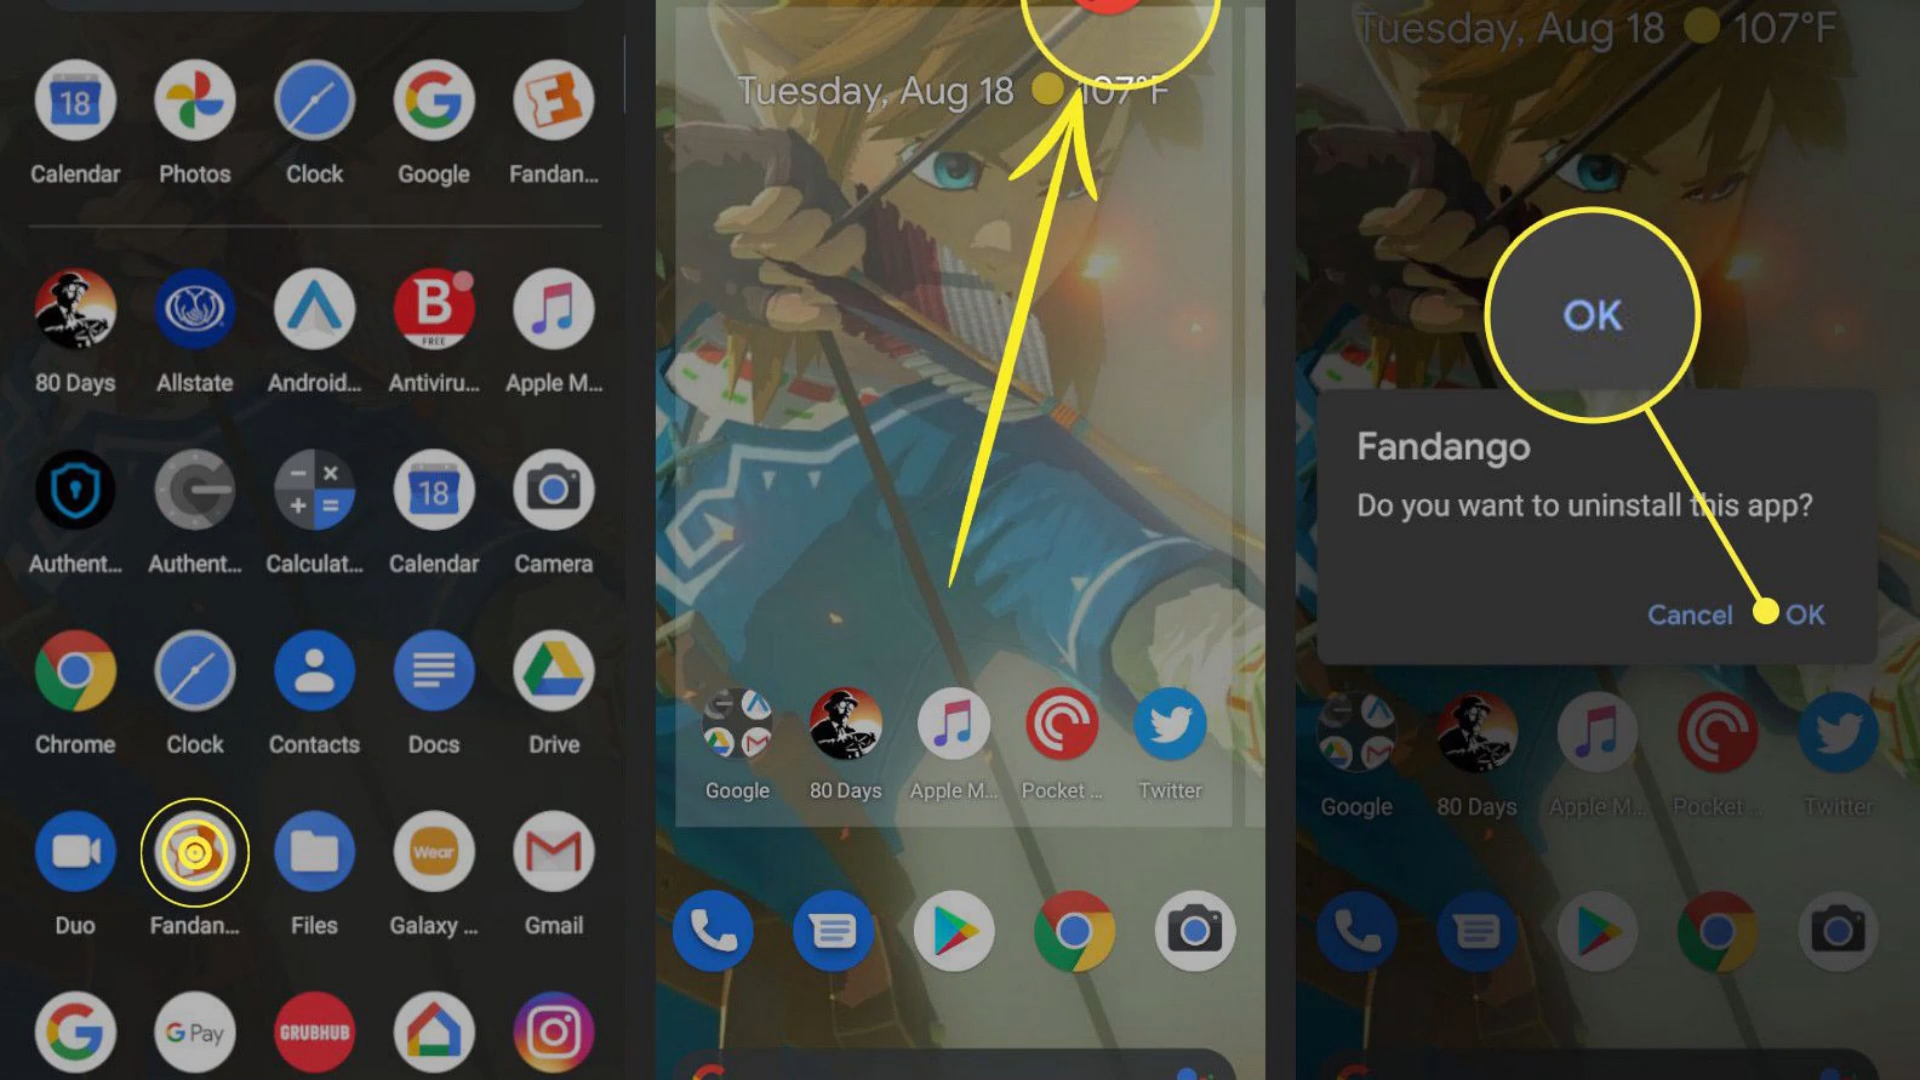 18
Calendar Photos Clock Google Fandan...
B
FREE
80 Days Allstate Android... Antiviru... Apple M...
18
Authent... Authent... Calculat... Calendar Camera
Chrome Clock Contacts Docs Drive
Wear
Duo Fandan... Files Galaxy ... Gmail
G Pay GRUBHUB
Tuesday, Aug 18 107°F
Google 80 Days Apple M... Pocket ... Twitter
Tuesday, Aug 18 107°F
OK
Fandango
Do you want to uninstall this app?
Cancel OK
Google 80 Days Apple M... Pocket ... Twitter